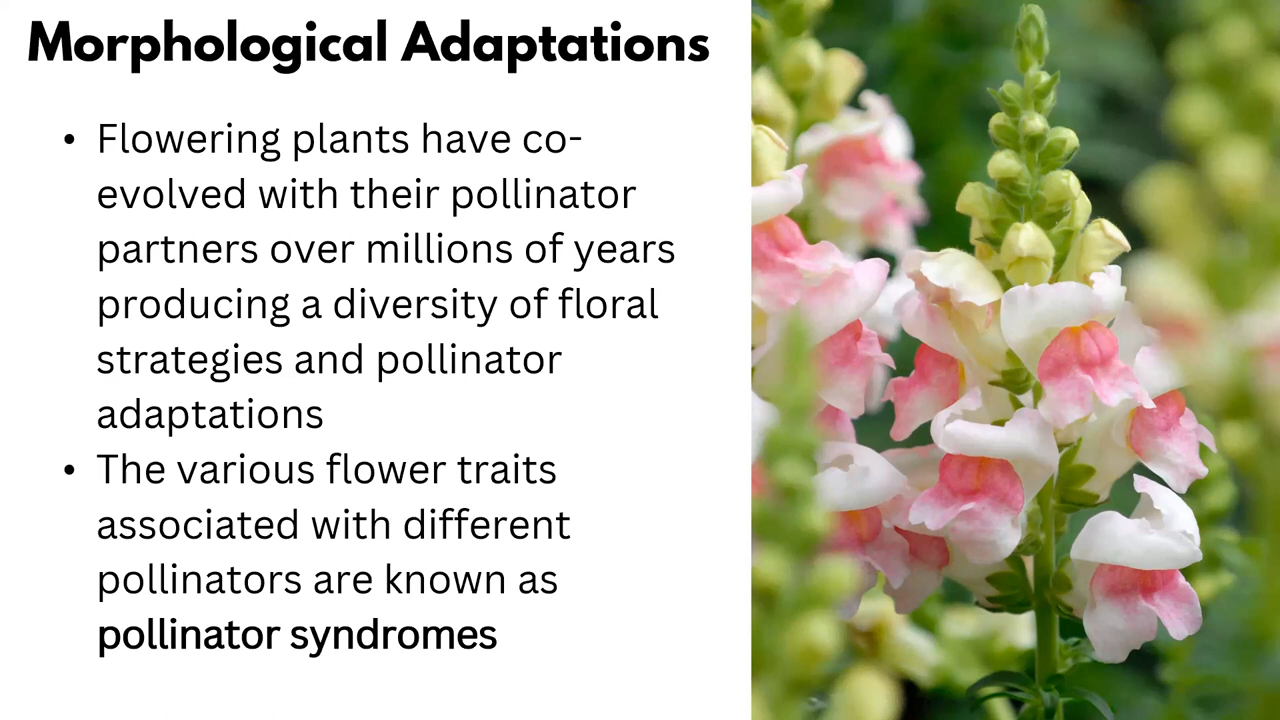 Morphological Adaptations
• Flowering plants have co-
evolved with their pollinator
partners over millions of years
producing a diversity of floral
strategies and pollinator
adaptations
• The various flower traits
associated with different
pollinators are known as
pollinator syndromes